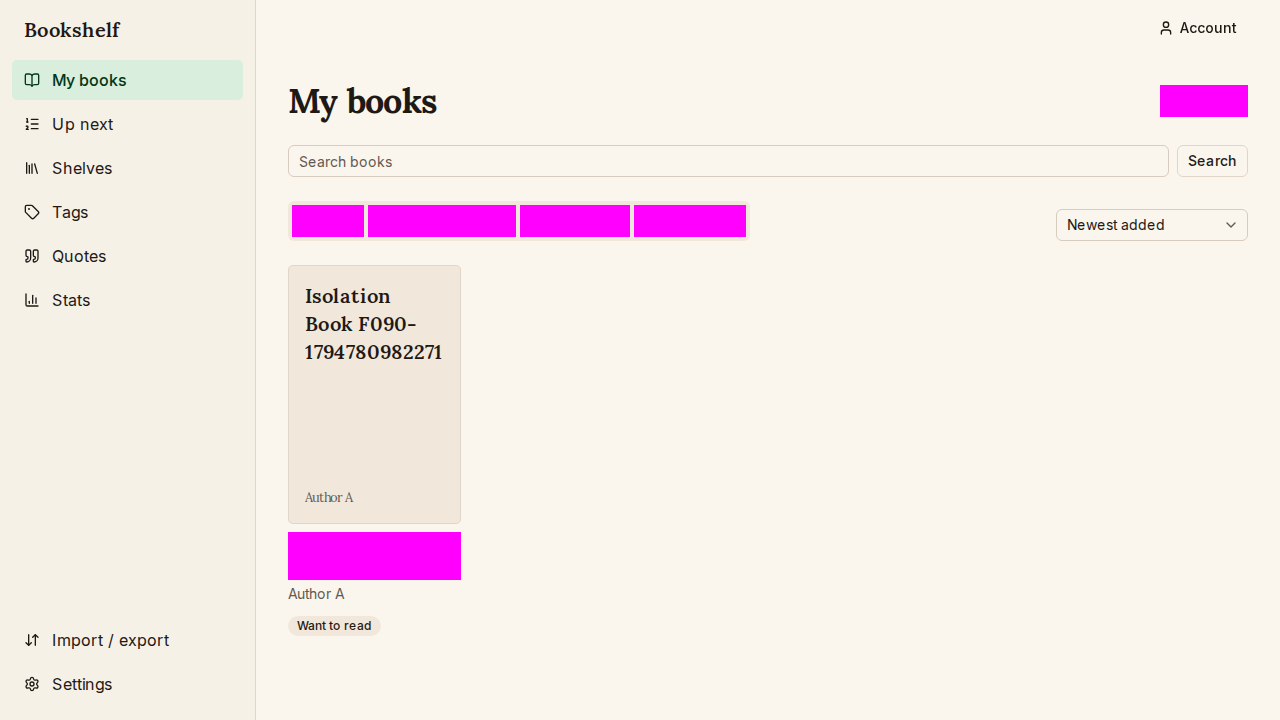 Bookshelf
My books
Up next
Shelves
Tags
Quotes
Stats
Import / export
Settings
Account
My books
Search books
Search
Newest added
Isolation
Book F090-
1794780982271
Author A
Author A
Want to read